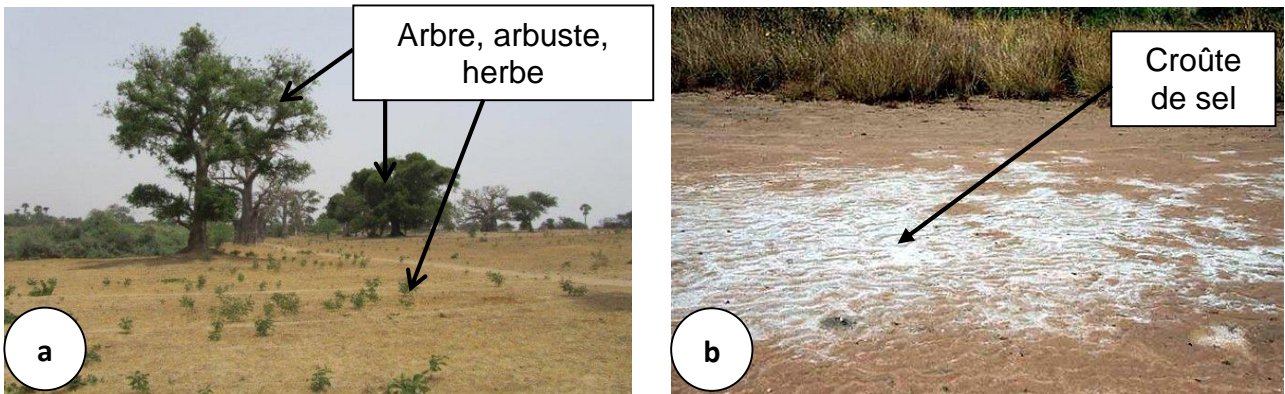 Arbre, arbuste,
herbe
Croûte
de sel
a
b